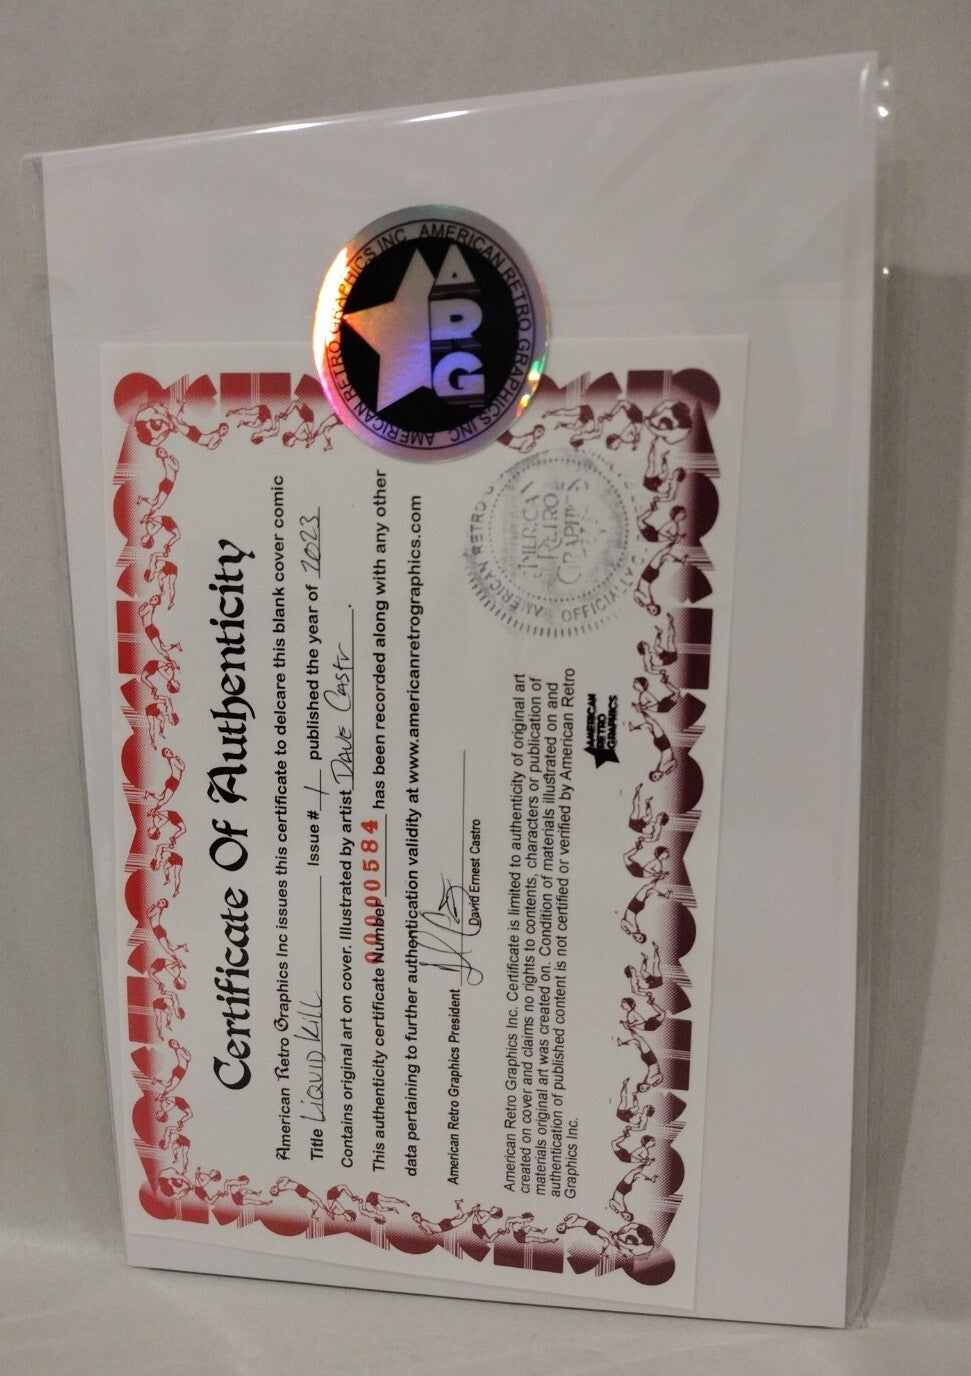 AMERICAN RETRO GRAPHICS INC AMERICAN RETRO GRAPHICS INC
ARG
Certificate Of Authenticity
American Retro Graphics Inc issues this certificate to delcare this blank cover comic
Title LIQUID KILL Issue # 1 published the year of 2023
Contains original art on cover. Illustrated by artist DAVE CASTR.
This authenticity certificate Number 0000584 has been recorded along with any other
data pertaining to further authentication validity at www.americanretrographics.com
American Retro Graphics President
David Ernest Castro
AMERICAN RETRO G
AMERICAN
RETRO
GRAPHICS
OFFICIAL
American Retro Graphics Inc. Certificate is limited to authenticity of original art
created on cover and claims no rights to contents, characters or publication of
materials original art was created on. Condition of materials illustrated on and
authentication of published content is not certified or verified by American Retro
Graphics Inc.
AMERICAN
RETRO
GRAPHICS